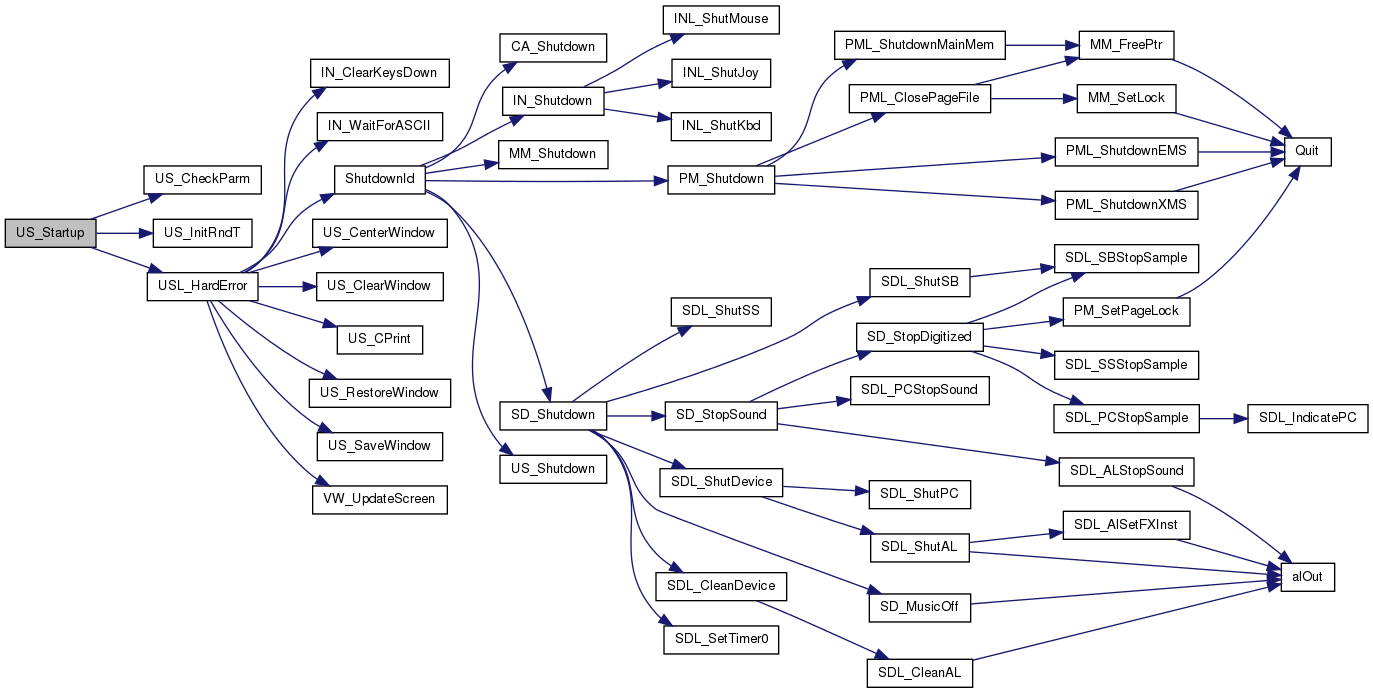 US_Startup
US_CheckParm
US_InitRndT
USL_HardError
IN_ClearKeysDown
IN_WaitForASCII
ShutdownId
US_CenterWindow
US_ClearWindow
US_CPrint
US_RestoreWindow
US_SaveWindow
VW_UpdateScreen
CA_Shutdown
IN_Shutdown
MM_Shutdown
SD_Shutdown
US_Shutdown
INL_ShutMouse
INL_ShutJoy
INL_ShutKbd
PM_Shutdown
SDL_ShutSS
SD_StopSound
SDL_ShutDevice
SDL_CleanDevice
SDL_SetTimer0
PML_ShutdownMainMem
PML_ClosePageFile
SDL_ShutSB
SD_StopDigitized
SDL_PCStopSound
SDL_ShutPC
SDL_ShutAL
SD_MusicOff
SDL_CleanAL
MM_FreePtr
MM_SetLock
PML_ShutdownEMS
PML_ShutdownXMS
SDL_SBStopSample
PM_SetPageLock
SDL_SSStopSample
SDL_PCStopSample
SDL_ALStopSound
SDL_AlSetFXInst
Quit
SDL_IndicatePC
alOut